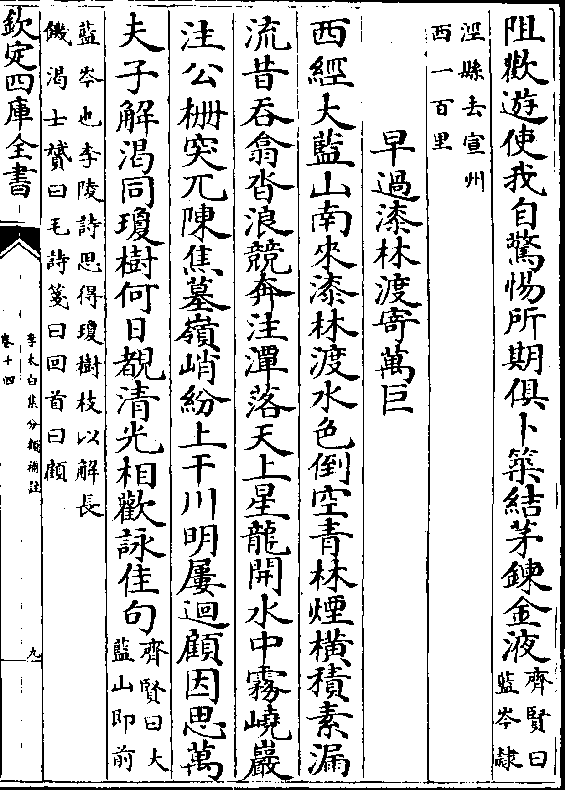 阻歡遊使我自驚惕所期俱卜築結茅鍊金液齊賢曰藍岑隷
涇縣去宣州西一百里
早過漆林渡寄萬巨
西經大藍山南來漆林渡水色倒空青林煙横積素漏
流昔吞翕沓浪競奔注潭落天上星龍開水中霧嶢巖
注公柵突兀陳焦墓嶺峭紛上干川明屢迴顧因思萬
夫子解渴同瓊樹何日覩清光相歡詠佳句齊賢曰大藍山即前
藍岑也李陵詩思得瓊樹枝以解長饑渴士贇曰毛詩箋曰回首曰顧
欽定四庫全書
李太白集分類補註
卷十四
九